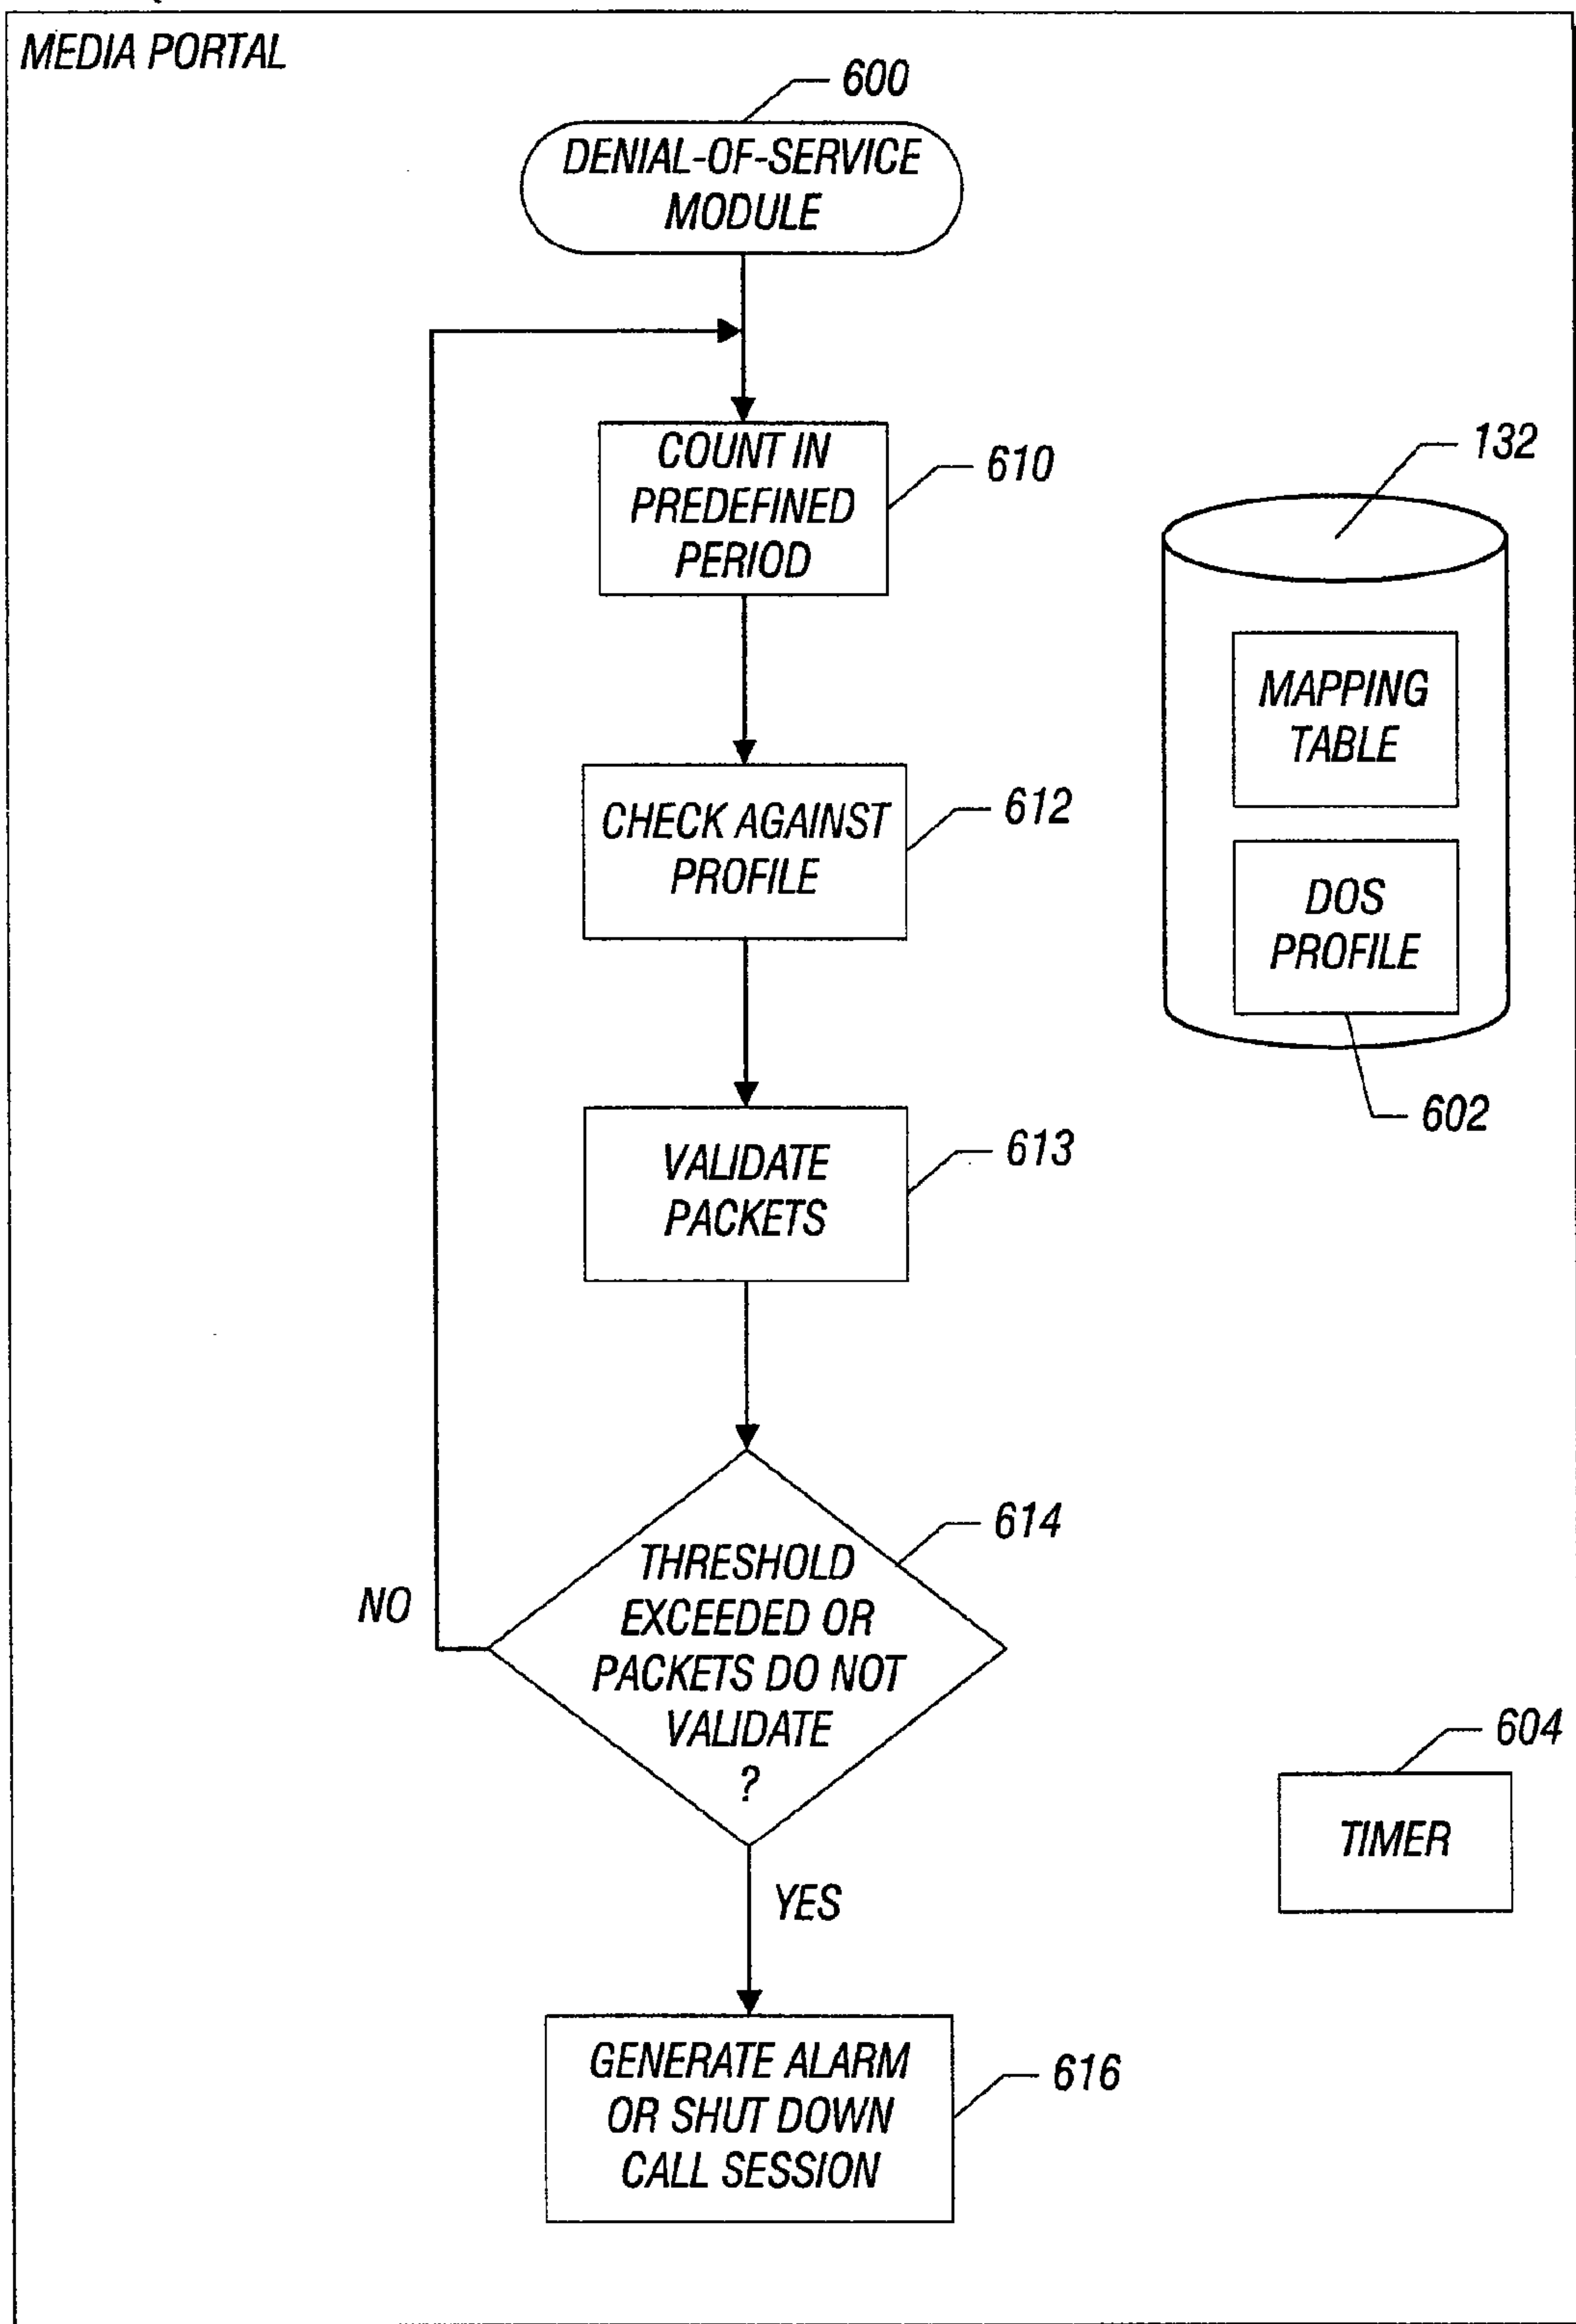 MEDIA PORTAL
600
DENIAL-OF-SERVICE
MODULE
COUNT IN
PREDEFINED
PERIOD
610
132
MAPPING
TABLE
CHECK AGAINST
PROFILE
612
DOS
PROFILE
602
VALIDATE
PACKETS
613
614
THRESHOLD
EXCEEDED OR
PACKETS DO NOT
VALIDATE
?
NO
604
TIMER
YES
GENERATE ALARM
OR SHUT DOWN
CALL SESSION
616